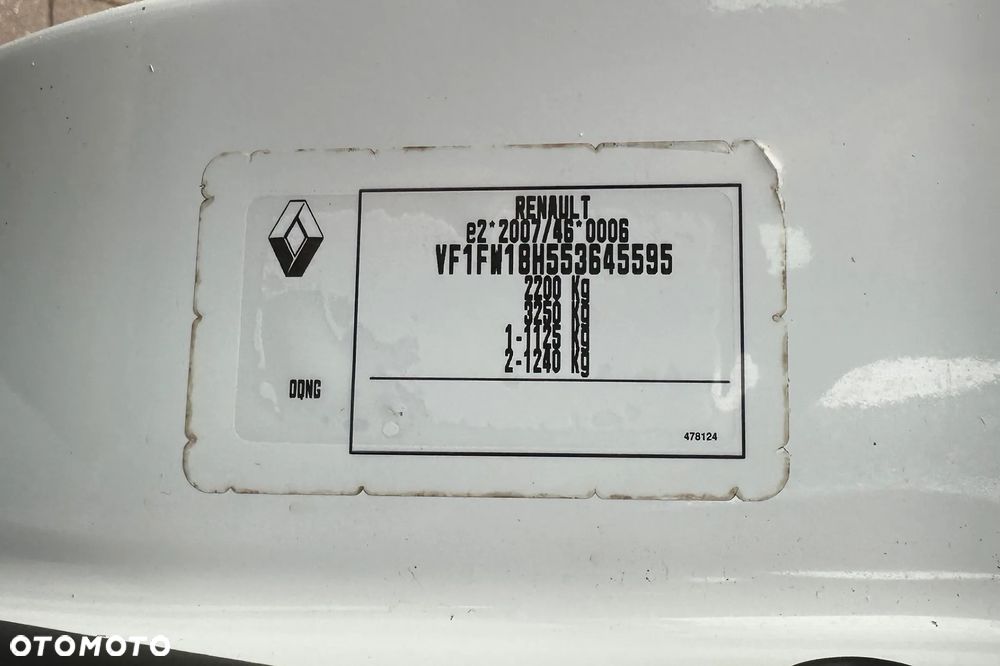 RENAULT
e2*2007/46*0006
VF1FW18H553645595
2200 Kg
3250 Kg
1-1125 Kg
2-1240 Kg
DQNG
478124
OTOMOTO